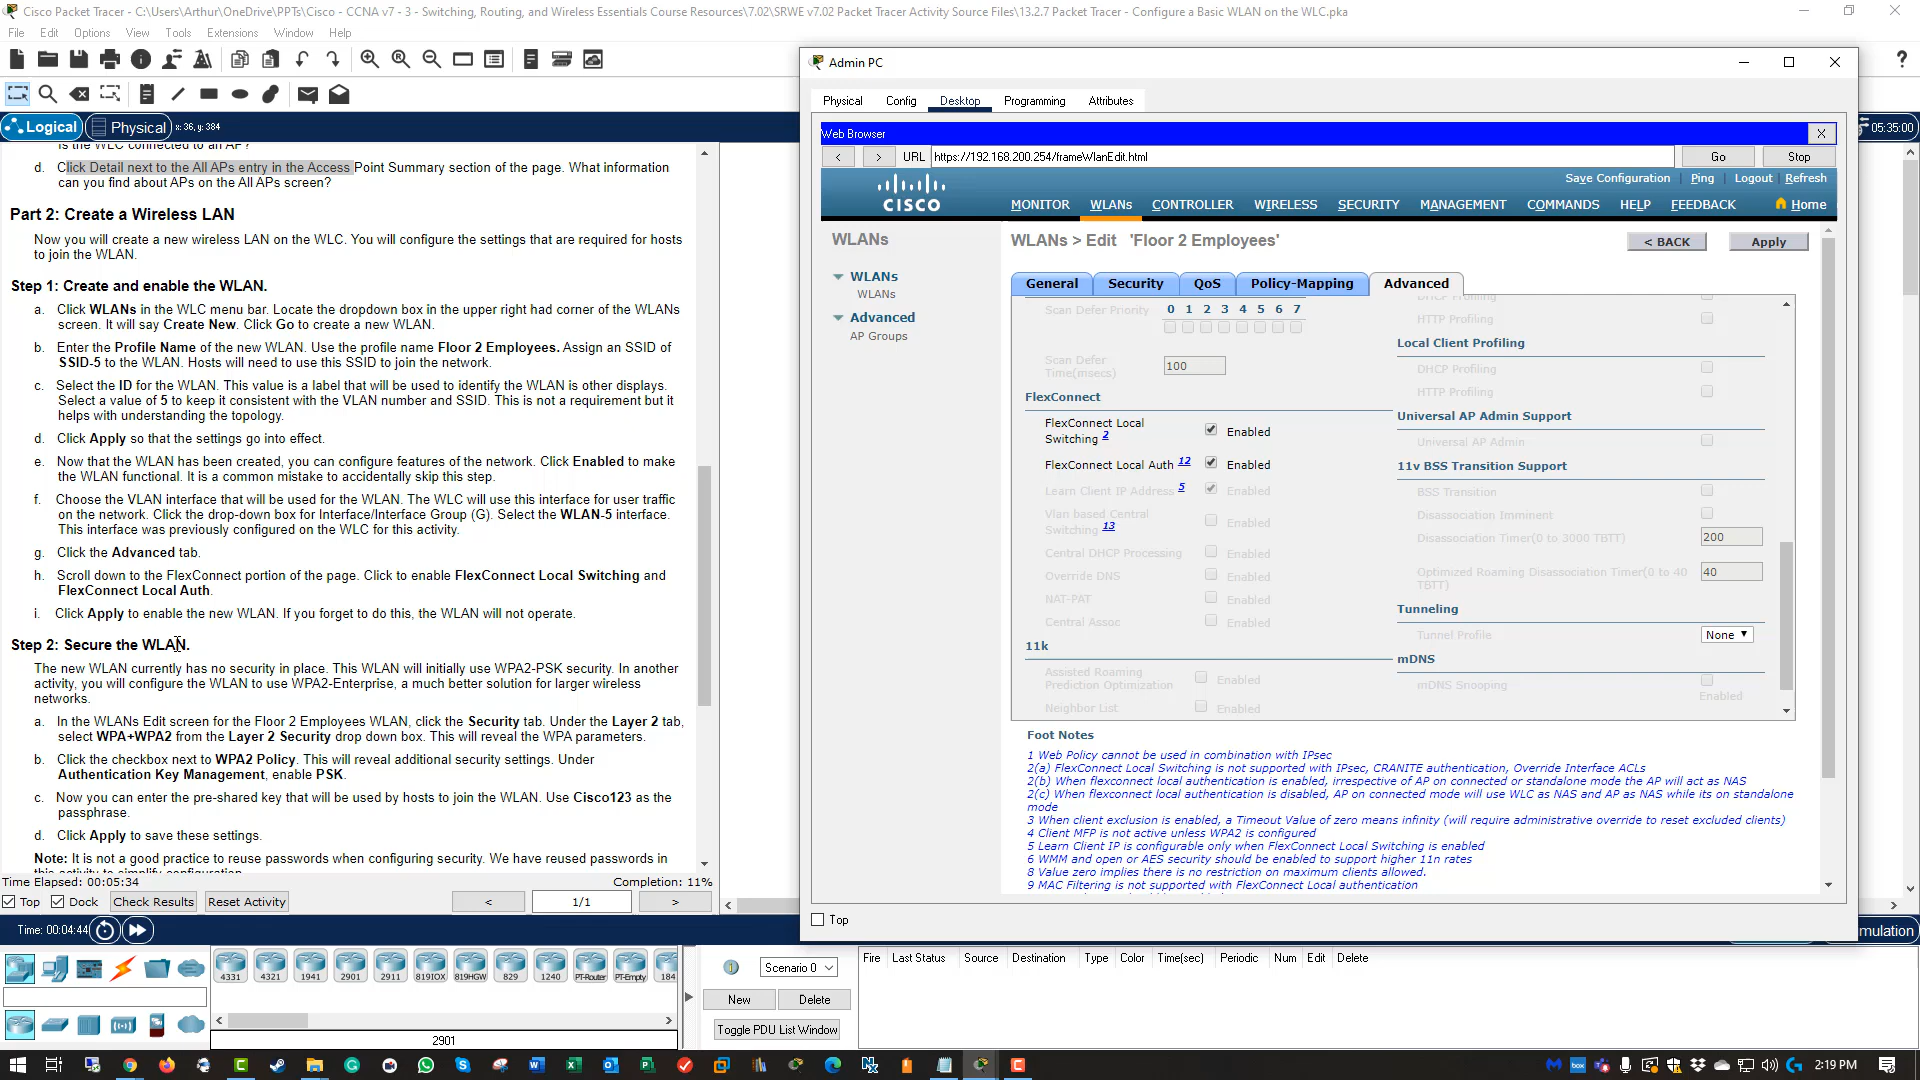 Cisco Packet Tracer - C:\Users\Arthur\OneDrive\PPTs\Cisco - CCNA v7 - 3 - Switching, Routing, and Wireless Essentials Course Resources\7.02\SRWE v7.02 Packet Tracer Activity Source Files\13.2.7 Packet Tracer - Configure a Basic WLAN on the WLC.pka
File Edit Options View Tools Extensions Window Help
Logical Physical x: 36, y: 384
05:35:00
Is the WLC connected to an AP?
d. Click Detail next to the All APs entry in the Access Point Summary section of the page. What information
can you find about APs on the All APs screen?
Part 2: Create a Wireless LAN
Now you will create a new wireless LAN on the WLC. You will configure the settings that are required for hosts
to join the WLAN.
Step 1: Create and enable the WLAN.
a. Click WLANs in the WLC menu bar. Locate the dropdown box in the upper right had corner of the WLANs
screen. It will say Create New. Click Go to create a new WLAN.
b. Enter the Profile Name of the new WLAN. Use the profile name Floor 2 Employees. Assign an SSID of
SSID-5 to the WLAN. Hosts will need to use this SSID to join the network.
c. Select the ID for the WLAN. This value is a label that will be used to identify the WLAN is other displays.
Select a value of 5 to keep it consistent with the VLAN number and SSID. This is not a requirement but it
helps with understanding the topology.
d. Click Apply so that the settings go into effect.
e. Now that the WLAN has been created, you can configure features of the network. Click Enabled to make
the WLAN functional. It is a common mistake to accidentally skip this step.
f. Choose the VLAN interface that will be used for the WLAN. The WLC will use this interface for user traffic
on the network. Click the drop-down box for Interface/Interface Group (G). Select the WLAN-5 interface.
This interface was previously configured on the WLC for this activity.
g. Click the Advanced tab.
h. Scroll down to the FlexConnect portion of the page. Click to enable FlexConnect Local Switching and
FlexConnect Local Auth.
i. Click Apply to enable the new WLAN. If you forget to do this, the WLAN will not operate.
Step 2: Secure the WLAN.
The new WLAN currently has no security in place. This WLAN will initially use WPA2-PSK security. In another
activity, you will configure the WLAN to use WPA2-Enterprise, a much better solution for larger wireless
networks.
a. In the WLANs Edit screen for the Floor 2 Employees WLAN, click the Security tab. Under the Layer 2 tab,
select WPA+WPA2 from the Layer 2 Security drop down box. This will reveal the WPA parameters.
b. Click the checkbox next to WPA2 Policy. This will reveal additional security settings. Under
Authentication Key Management, enable PSK.
c. Now you can enter the pre-shared key that will be used by hosts to join the WLAN. Use Cisco123 as the
passphrase.
d. Click Apply to save these settings.
Note: It is not a good practice to reuse passwords when configuring security. We have reused passwords in
this activity to simplify configuration.
Time Elapsed: 00:05:34 Completion: 11%
Top Dock Check Results Reset Activity < 1/1 >
Time: 00:04:44
Admin PC
Physical Config Desktop Programming Attributes
Web Browser X
< > URL https://192.168.200.254/frameWlanEdit.html Go Stop
Save Configuration Ping Logout Refresh
CISCO MONITOR WLANs CONTROLLER WIRELESS SECURITY MANAGEMENT COMMANDS HELP FEEDBACK Home
WLANs
WLANs
WLANs
Advanced
AP Groups
WLANs > Edit 'Floor 2 Employees' < BACK Apply
General Security QoS Policy-Mapping Advanced
Scan Defer Priority 0 1 2 3 4 5 6 7
Scan Defer
Time(msecs) 100
FlexConnect
FlexConnect Local
Switching 2 Enabled
FlexConnect Local Auth 12 Enabled
Learn Client IP Address 5 Enabled
Vlan based Central
Switching 13 Enabled
Central DHCP Processing Enabled
Override DNS Enabled
NAT-PAT Enabled
Central Assoc Enabled
11k
Assisted Roaming
Prediction Optimization Enabled
Neighbor List Enabled
DHCP Profiling
HTTP Profiling
Local Client Profiling
DHCP Profiling
HTTP Profiling
Universal AP Admin Support
Universal AP Admin
11v BSS Transition Support
BSS Transition
Disassociation Imminent
Disassociation Timer(0 to 3000 TBTT) 200
Optimized Roaming Disassociation Timer(0 to 40
TBTT) 40
Tunneling
Tunnel Profile None
mDNS
mDNS Snooping
Enabled
Foot Notes
1 Web Policy cannot be used in combination with IPsec
2(a) FlexConnect Local Switching is not supported with IPsec, CRANITE authentication, Override Interface ACLs
2(b) When flexconnect local authentication is enabled, irrespective of AP on connected or standalone mode the AP will act as NAS
2(c) When flexconnect local authentication is disabled, AP on connected mode will use WLC as NAS and AP as NAS while its on standalone
mode
3 When client exclusion is enabled, a Timeout Value of zero means infinity (will require administrative override to reset excluded clients)
4 Client MFP is not active unless WPA2 is configured
5 Learn Client IP is configurable only when FlexConnect Local Switching is enabled
6 WMM and open or AES security should be enabled to support higher 11n rates
8 Value zero implies there is no restriction on maximum clients allowed.
9 MAC Filtering is not supported with FlexConnect Local authentication
Top
mulation
4331 4321 1941 2901 2911 819IOX 819HGW 829 1240 PT-Router PT-Empty 184
2901
Scenario 0
New Delete
Toggle PDU List Window
Fire Last Status Source Destination Type Color Time(sec) Periodic Num Edit Delete
2:19 PM